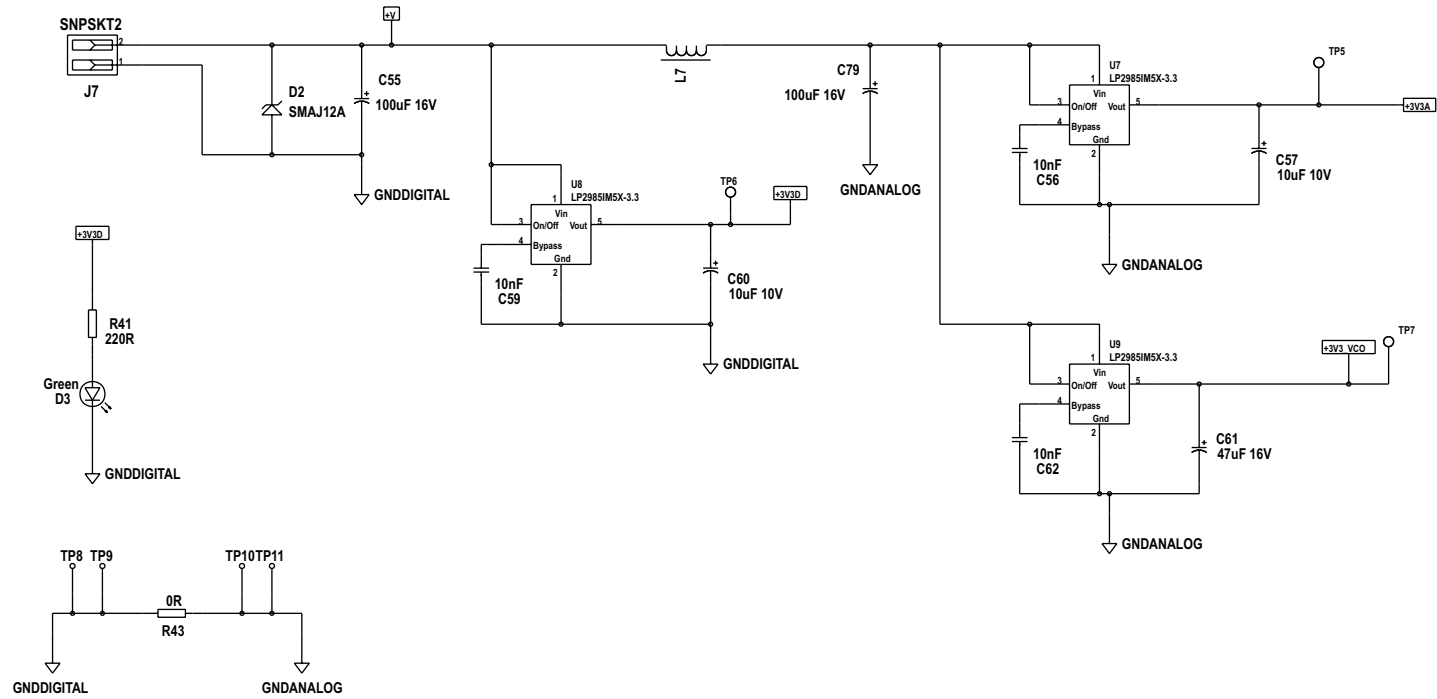 SNPSKT2
2
1
J7
+V
D2
SMAJ12A
C55
100uF 16V
GNDDIGITAL
L7
C79
100uF 16V
GNDANALOG
U7
LP2985IM5X-3.3
1
Vin
3
On/Off
Vout
5
4
Bypass
Gnd
2
10nF
C56
TP5
+3V3A
C57
10uF 10V
GNDANALOG
U8
LP2985IM5X-3.3
1
Vin
3
On/Off
Vout
5
4
Bypass
Gnd
2
10nF
C59
TP6
+3V3D
C60
10uF 10V
GNDDIGITAL
+3V3D
R41
220R
Green
D3
GNDDIGITAL
U9
LP2985IM5X-3.3
1
Vin
3
On/Off
Vout
5
4
Bypass
Gnd
2
10nF
C62
+3V3_VCO
TP7
C61
47uF 16V
GNDANALOG
TP8 TP9
TP10 TP11
0R
R43
GNDDIGITAL
GNDANALOG